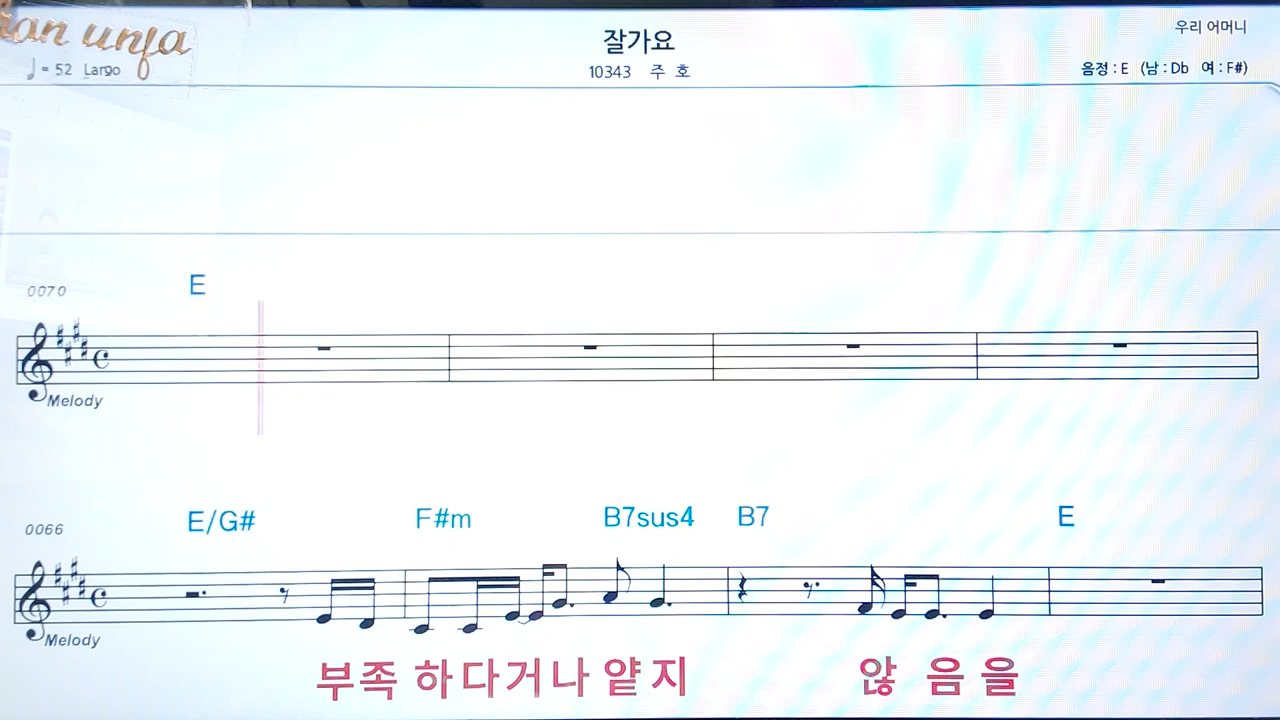 an unja
♩= 52 Largo
잘가요
10343 주 호
우리 어머니
음정 : E (남 : Db 여 : F#)
0070
E
Melody
0066
E/G# F#m B7sus4 B7 E
Melody
부족 하다거나 얕지 않 음 을